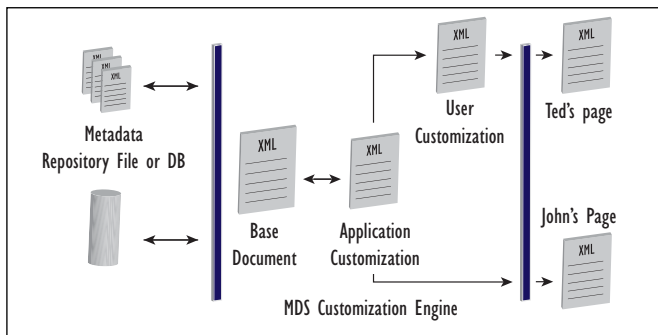 XML
XML
XML
Metadata
Repository File or DB
XML
Base
Document
XML
Application
Customization
XML
User
Customization
XML
Ted's page
John's Page
XML
MDS Customization Engine